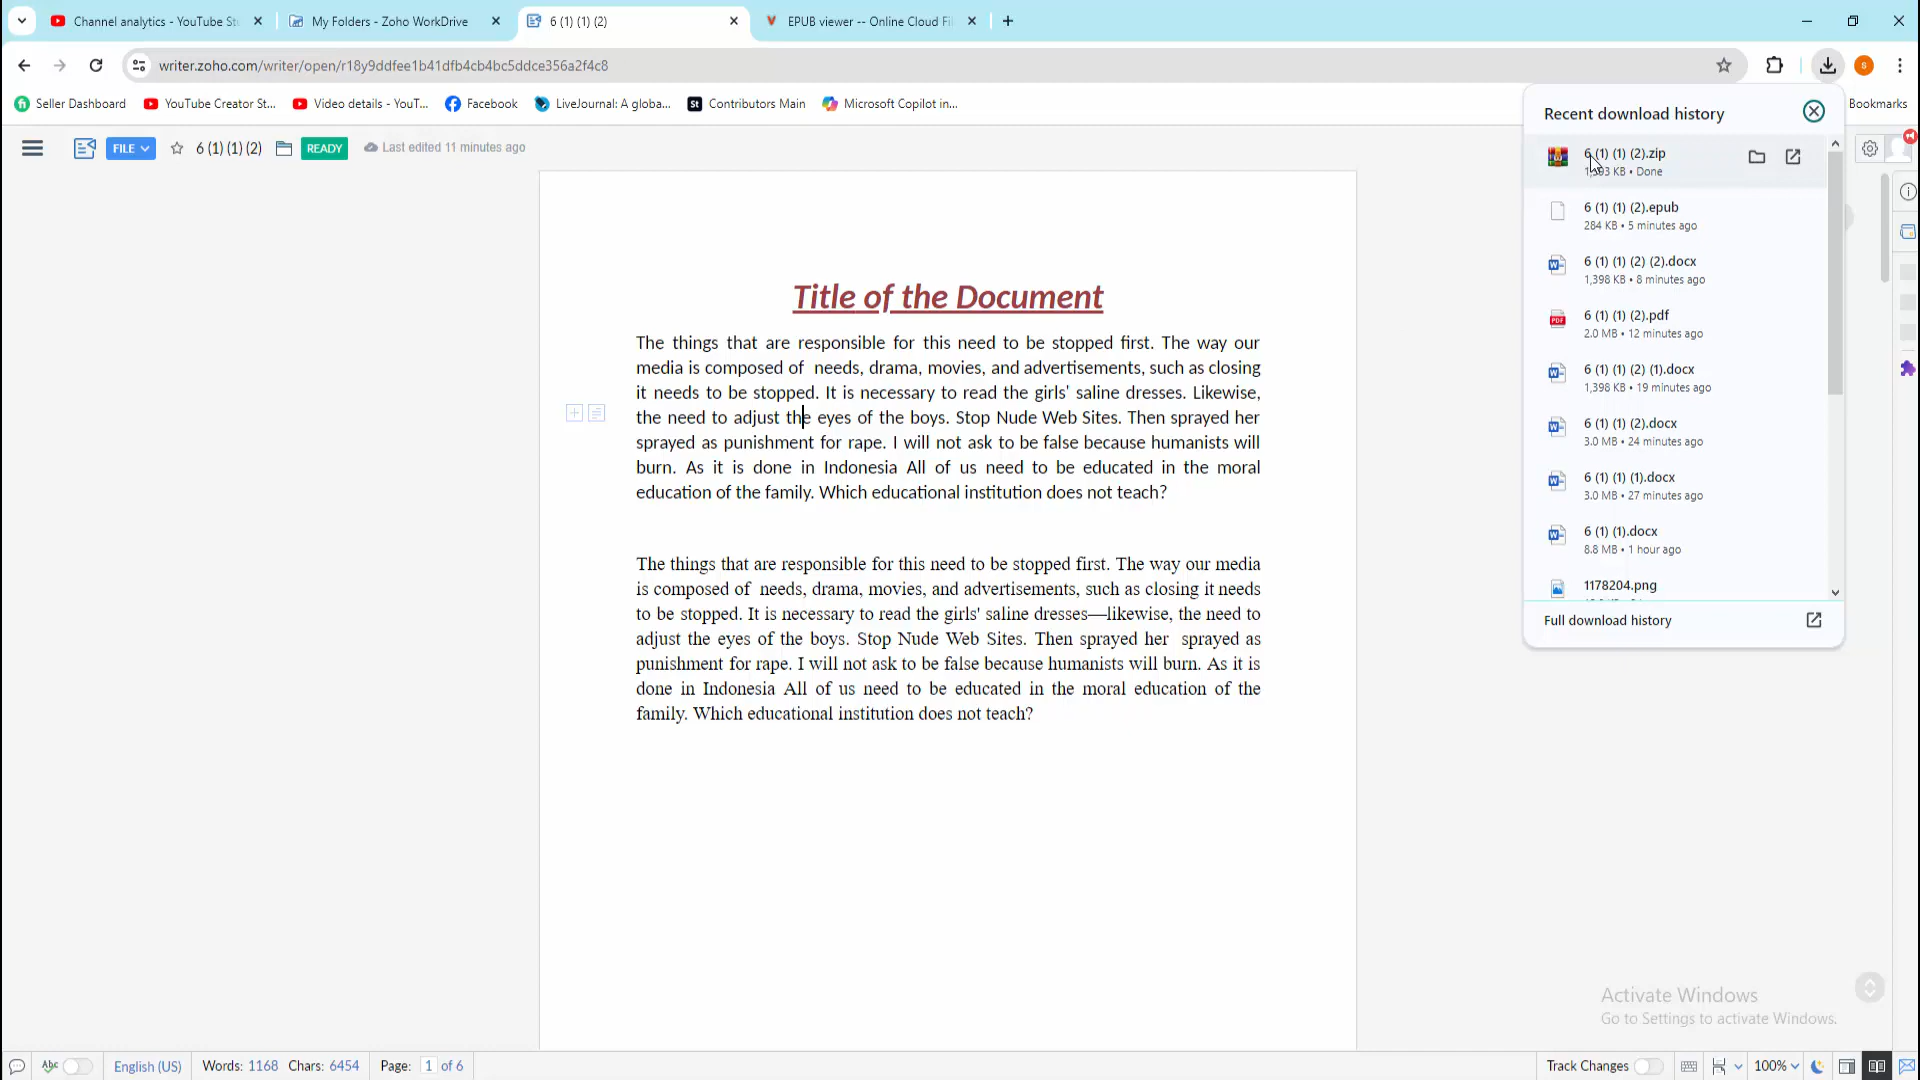 Channel analytics - YouTube St
My Folders - Zoho WorkDrive
6 (1) (1) (2)
EPUB viewer -- Online Cloud Fi
writer.zoho.com/writer/open/r18y9ddfee1b41dfb4cb4bc5ddce356a2f4c8
Seller Dashboard
YouTube Creator St...
Video details - YouT...
Facebook
LiveJournal: A globa...
St Contributors Main
Microsoft Copilot in...
Bookmarks
FILE
6 (1) (1) (2)
READY
Last edited 11 minutes ago
Title of the Document
The things that are responsible for this need to be stopped first. The way our
media is composed of needs, drama, movies, and advertisements, such as closing
it needs to be stopped. It is necessary to read the girls' saline dresses. Likewise,
the need to adjust the eyes of the boys. Stop Nude Web Sites. Then sprayed her
sprayed as punishment for rape. I will not ask to be false because humanists will
burn. As it is done in Indonesia All of us need to be educated in the moral
education of the family. Which educational institution does not teach?
The things that are responsible for this need to be stopped first. The way our media
is composed of needs, drama, movies, and advertisements, such as closing it needs
to be stopped. It is necessary to read the girls' saline dresses—likewise, the need to
adjust the eyes of the boys. Stop Nude Web Sites. Then sprayed her sprayed as
punishment for rape. I will not ask to be false because humanists will burn. As it is
done in Indonesia All of us need to be educated in the moral education of the
family. Which educational institution does not teach?
Recent download history
6 (1) (1) (2).zip
KB • Done
6 (1) (1) (2).epub
284 KB • 5 minutes ago
6 (1) (1) (2) (2).docx
1,398 KB • 8 minutes ago
PDF
6 (1) (1) (2).pdf
2.0 MB • 12 minutes ago
6 (1) (1) (2) (1).docx
1,398 KB • 19 minutes ago
6 (1) (1) (2).docx
3.0 MB • 24 minutes ago
6 (1) (1) (1).docx
3.0 MB • 27 minutes ago
6 (1) (1).docx
8.8 MB • 1 hour ago
1178204.png
Full download history
Activate Windows
Go to Settings to activate Windows.
Abc
English (US)
Words: 1168 Chars: 6454
Page: 1 of 6
Track Changes
100%